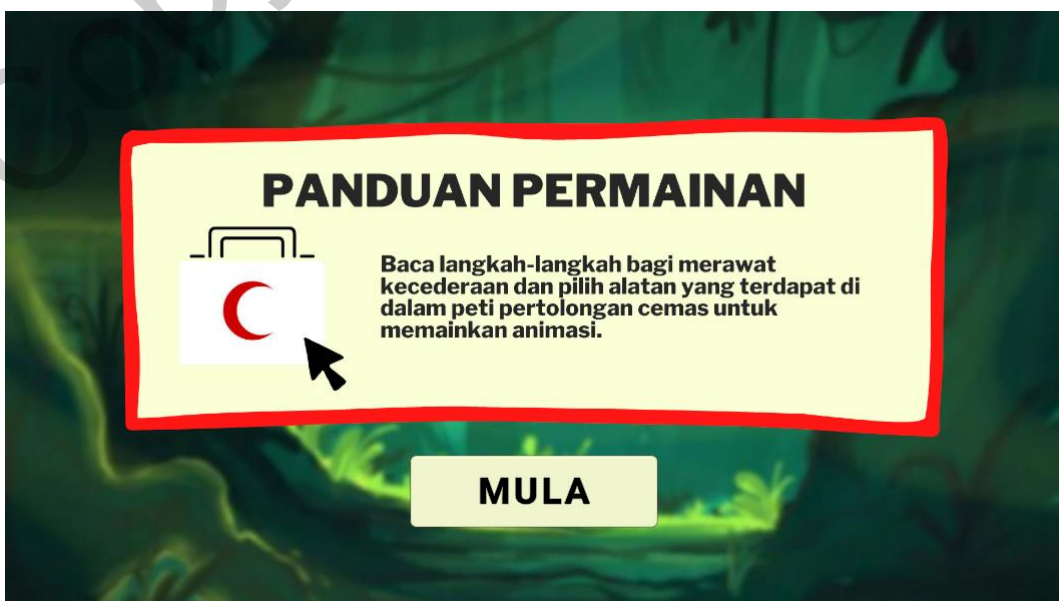 PANDUAN PERMAINAN
Baca langkah-langkah bagi merawat
kecederaan dan pilih alatan yang terdapat di
dalam peti pertolongan cemas untuk
memainkan animasi.
MULA